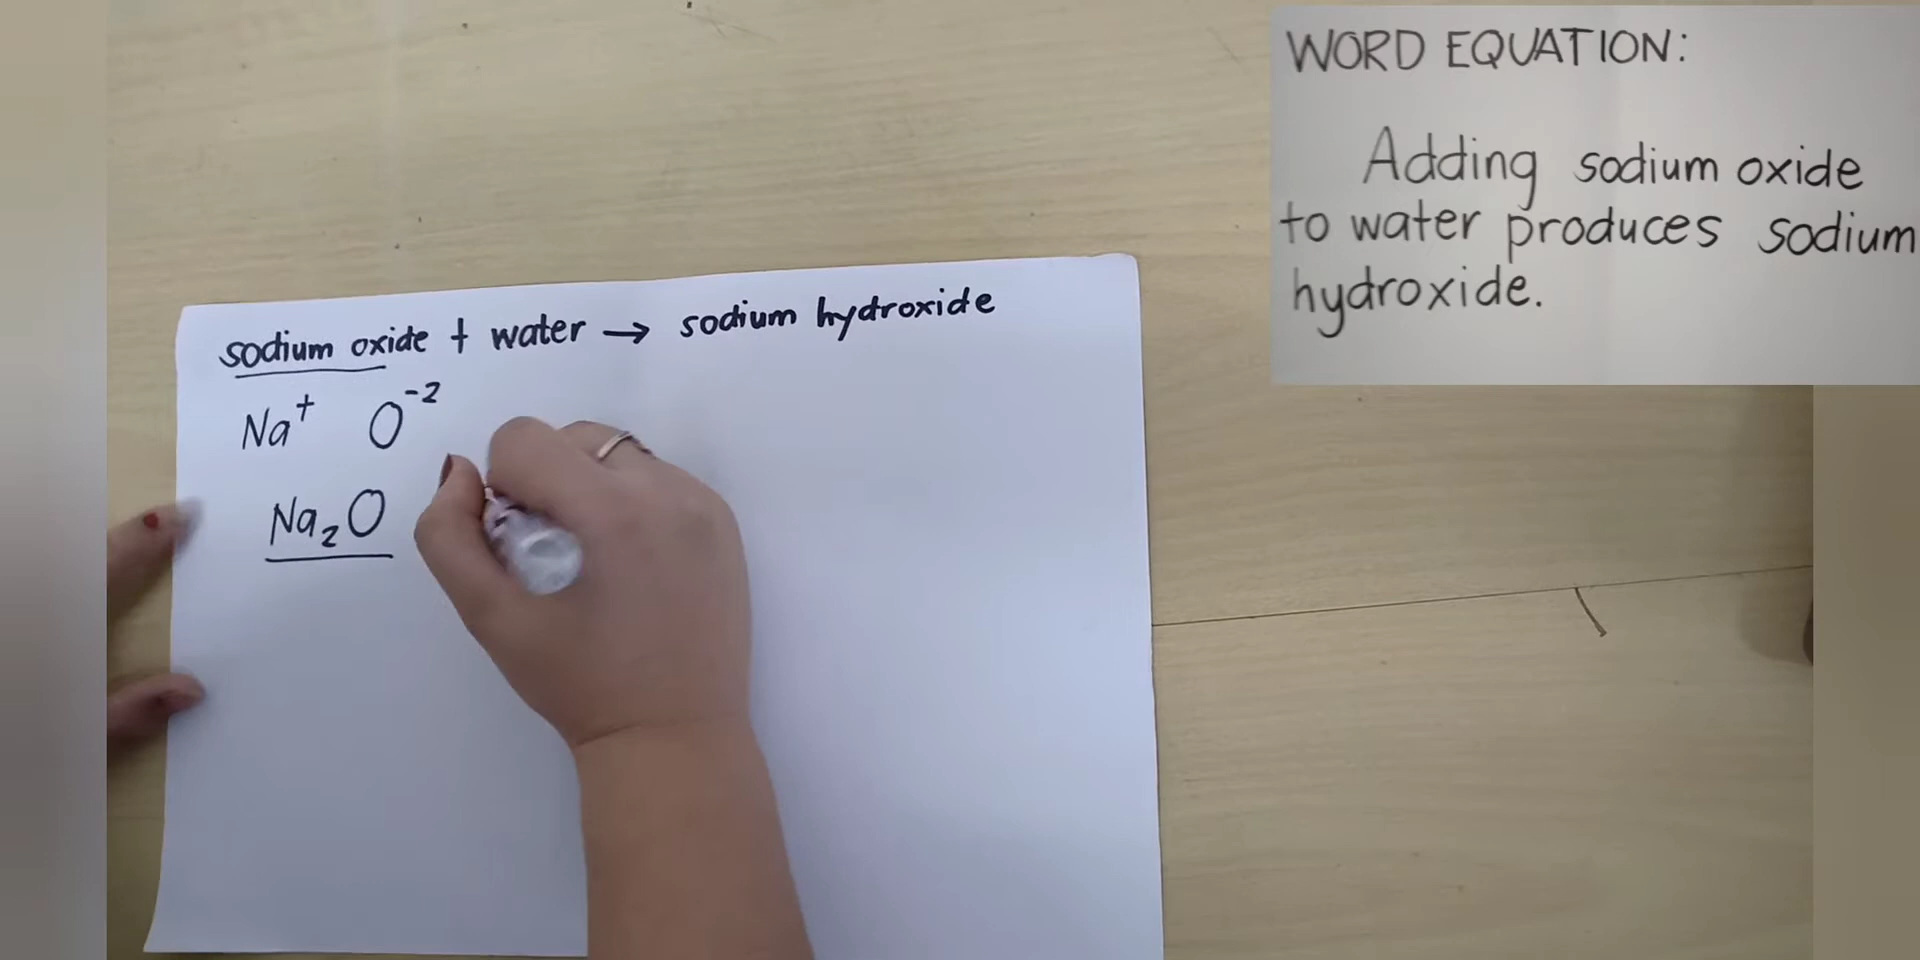 WORD EQUATION:
Adding sodium oxide
to water produces sodium
hydroxide.
sodium oxide + water → sodium hydroxide
Na⁺ O⁻²
Na₂O